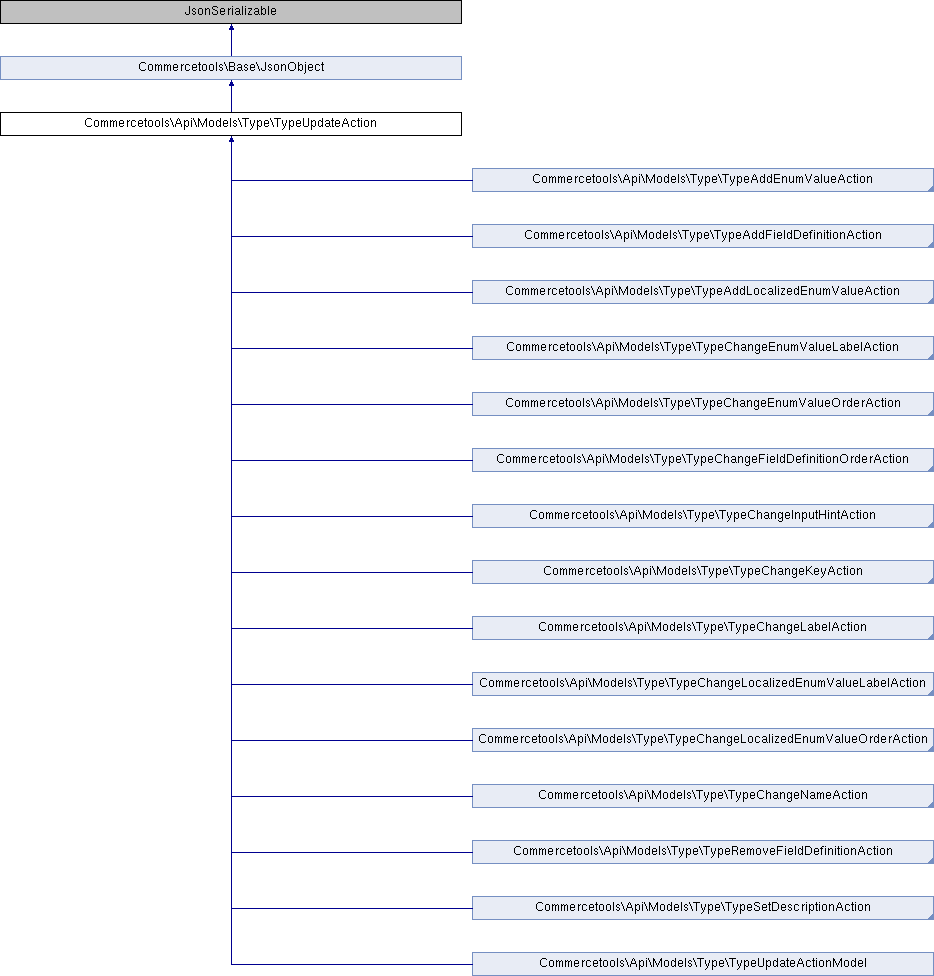 JsonSerializable
Commercetools\Base\JsonObject
Commercetools\Api\Models\Type\TypeUpdateAction
Commercetools\Api\Models\Type\TypeAddEnumValueAction
Commercetools\Api\Models\Type\TypeAddFieldDefinitionAction
Commercetools\Api\Models\Type\TypeAddLocalizedEnumValueAction
Commercetools\Api\Models\Type\TypeChangeEnumValueLabelAction
Commercetools\Api\Models\Type\TypeChangeEnumValueOrderAction
Commercetools\Api\Models\Type\TypeChangeFieldDefinitionOrderAction
Commercetools\Api\Models\Type\TypeChangeInputHintAction
Commercetools\Api\Models\Type\TypeChangeKeyAction
Commercetools\Api\Models\Type\TypeChangeLabelAction
Commercetools\Api\Models\Type\TypeChangeLocalizedEnumValueLabelAction
Commercetools\Api\Models\Type\TypeChangeLocalizedEnumValueOrderAction
Commercetools\Api\Models\Type\TypeChangeNameAction
Commercetools\Api\Models\Type\TypeRemoveFieldDefinitionAction
Commercetools\Api\Models\Type\TypeSetDescriptionAction
Commercetools\Api\Models\Type\TypeUpdateActionModel